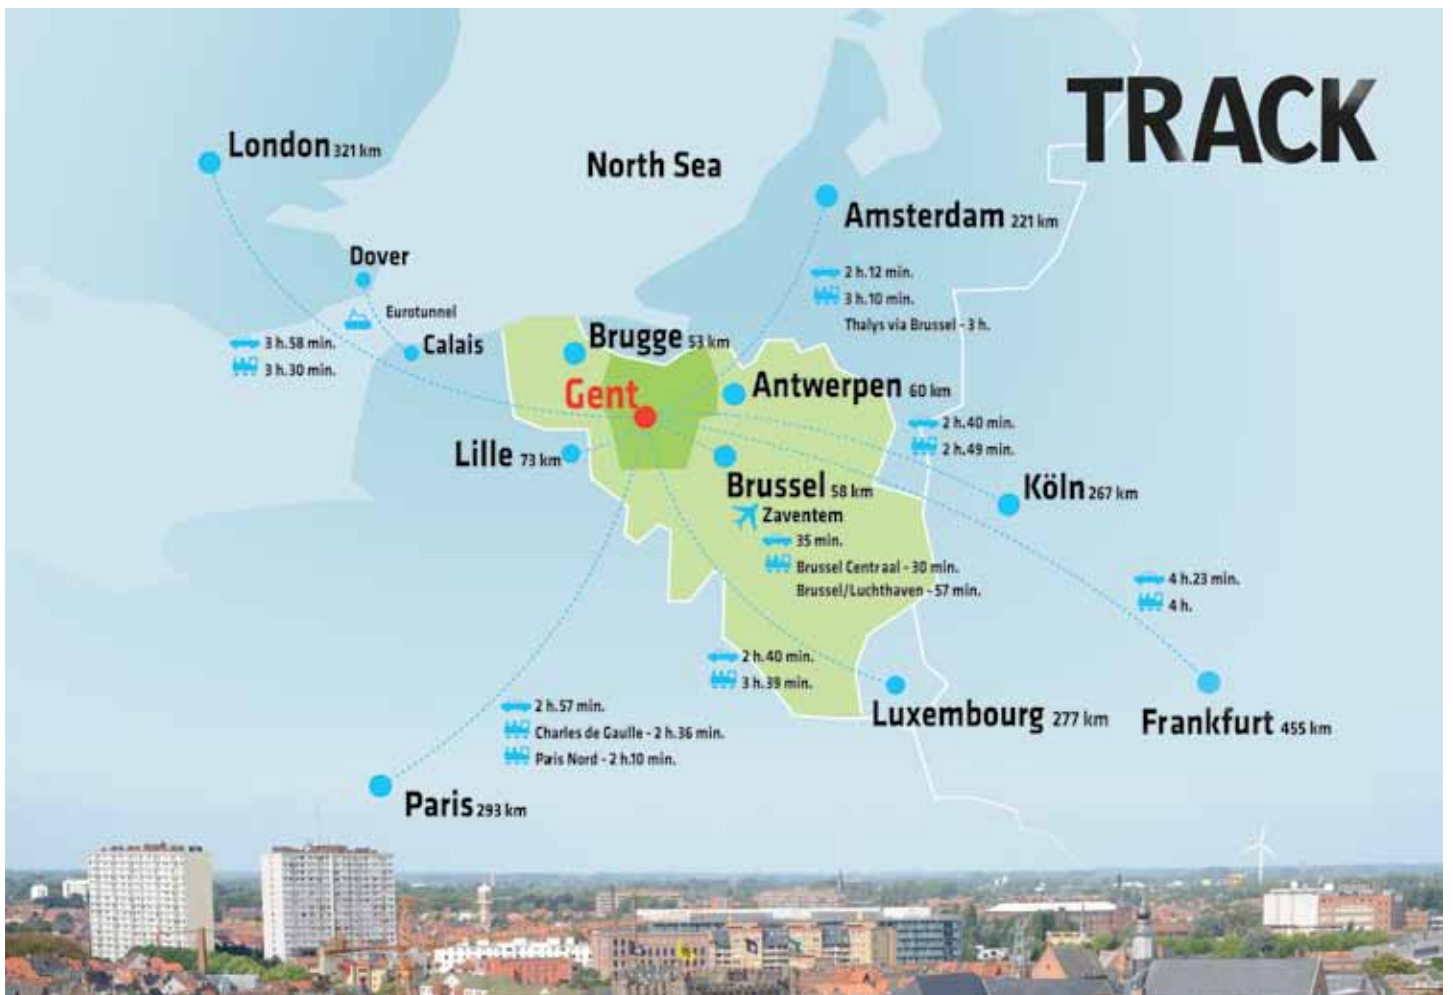 TRACK
London 321 km
North Sea
Amsterdam 221 km
2 h. 12 min.
3 h. 10 min.
Thalys via Brussel - 3 h.
Dover
Eurotunnel
Calais
3 h. 58 min.
3 h. 30 min.
Brugge 53 km
Gent
Antwerpen 60 km
Lille 73 km
2 h. 40 min.
2 h. 49 min.
Köln 267 km
Brussel 58 km
Zaventem
35 min.
Brussel Centraal - 30 min.
Brussel/Luchthaven - 57 min.
4 h. 23 min.
4 h.
Frankfurt 455 km
2 h. 40 min.
3 h. 39 min.
Luxembourg 277 km
2 h. 57 min.
Charles de Gaulle - 2 h. 36 min.
Paris Nord - 2 h. 10 min.
Paris 293 km